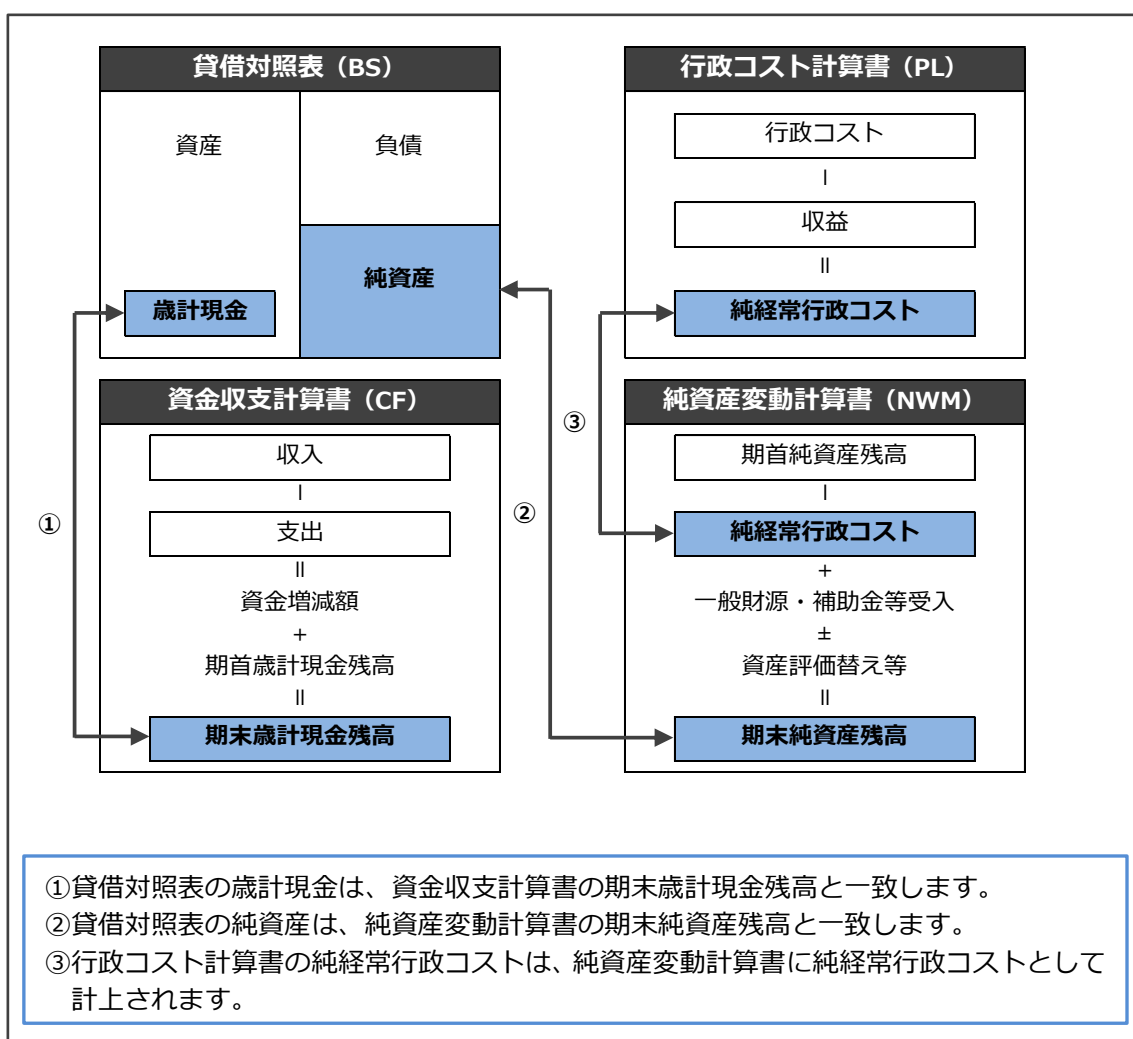 貸借対照表（BS）
資産
負債
純資産
歳計現金
行政コスト計算書（PL）
行政コスト
－
収益
＝
純経常行政コスト
資金収支計算書（CF）
収入
－
支出
＝
資金増減額
+
期首歳計現金残高
＝
期末歳計現金残高
純資産変動計算書（NWM）
期首純資産残高
－
純経常行政コスト
+
一般財源・補助金等受入
±
資産評価替え等
＝
期末純資産残高
①
②
③
①貸借対照表の歳計現金は、資金収支計算書の期末歳計現金残高と一致します。
②貸借対照表の純資産は、純資産変動計算書の期末純資産残高と一致します。
③行政コスト計算書の純経常行政コストは、純資産変動計算書に純経常行政コストとして
計上されます。